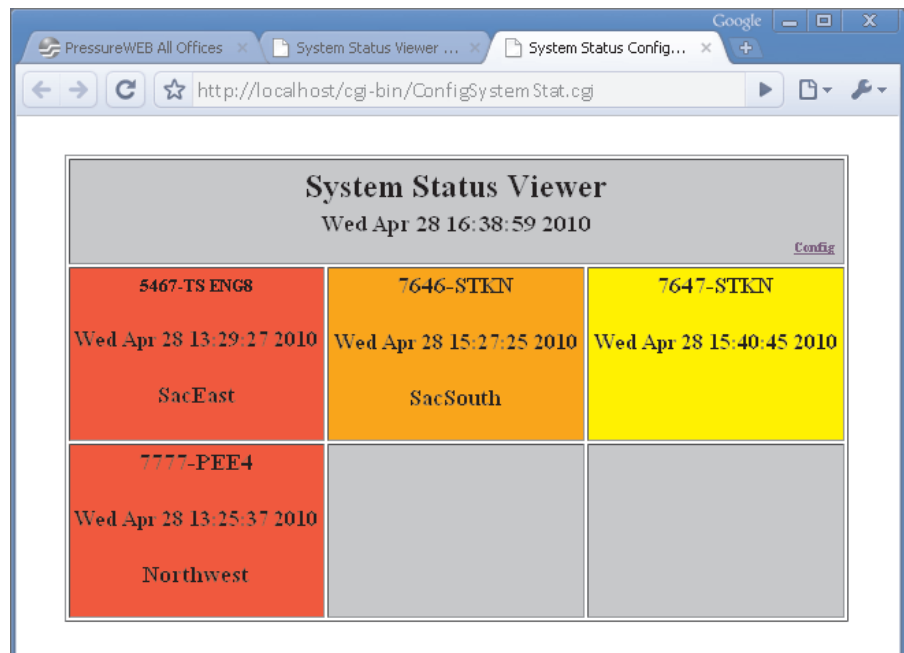 Google
PressureWEB All Offices
System Status Viewer ...
System Status Config...
http://localhost/cgi-bin/ConfigSystemStat.cgi
System Status Viewer
Wed Apr 28 16:38:59 2010
Config
5467-TS ENG8
Wed Apr 28 13:29:27 2010
SacEast
7646-STKN
Wed Apr 28 15:27:25 2010
SacSouth
7647-STKN
Wed Apr 28 15:40:45 2010
7777-PEE4
Wed Apr 28 13:25:37 2010
Northwest